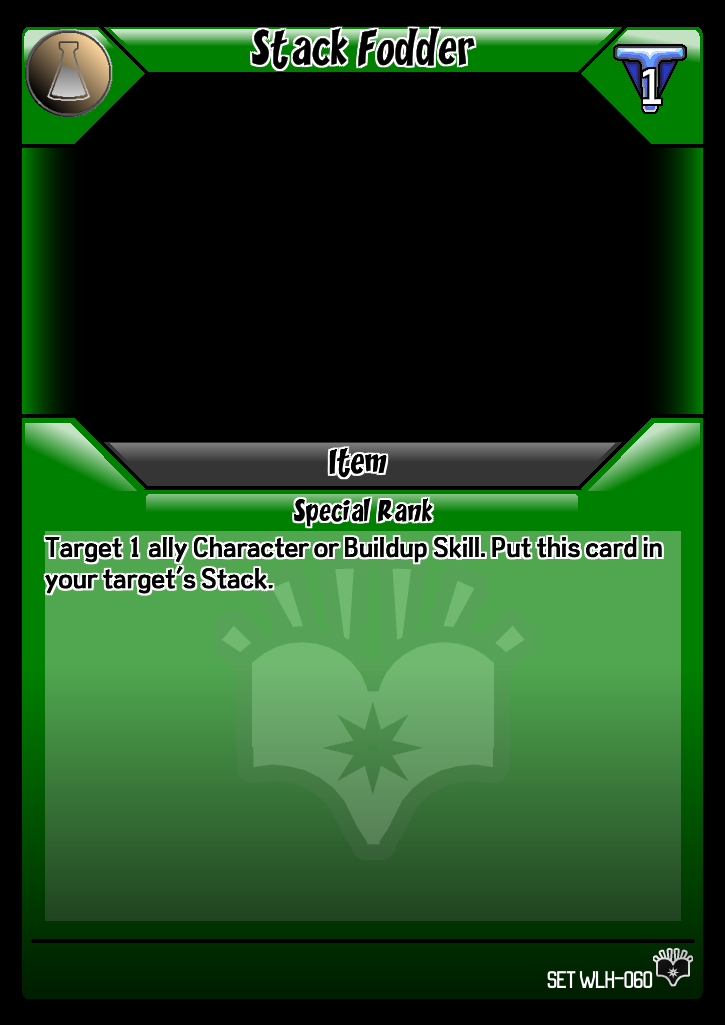 Stack Fodder
1
Item
Special Rank
Target 1 ally Character or Buildup Skill. Put this card in
your target's Stack.
SET WLH-060